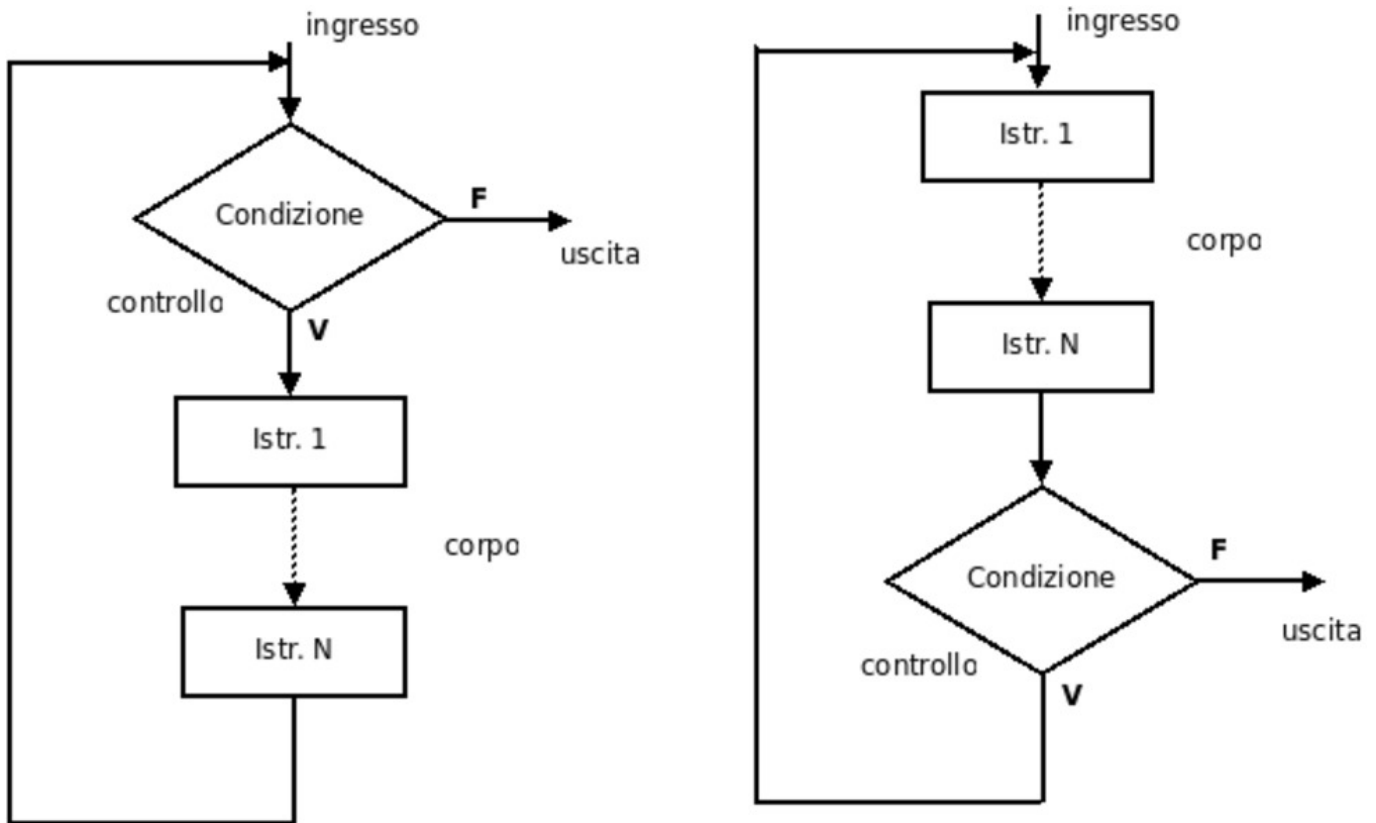 ingresso
Condizione
F
uscita
controllo
V
Istr. 1
corpo
Istr. N
ingresso
Istr. 1
corpo
Istr. N
Condizione
F
uscita
controllo
V